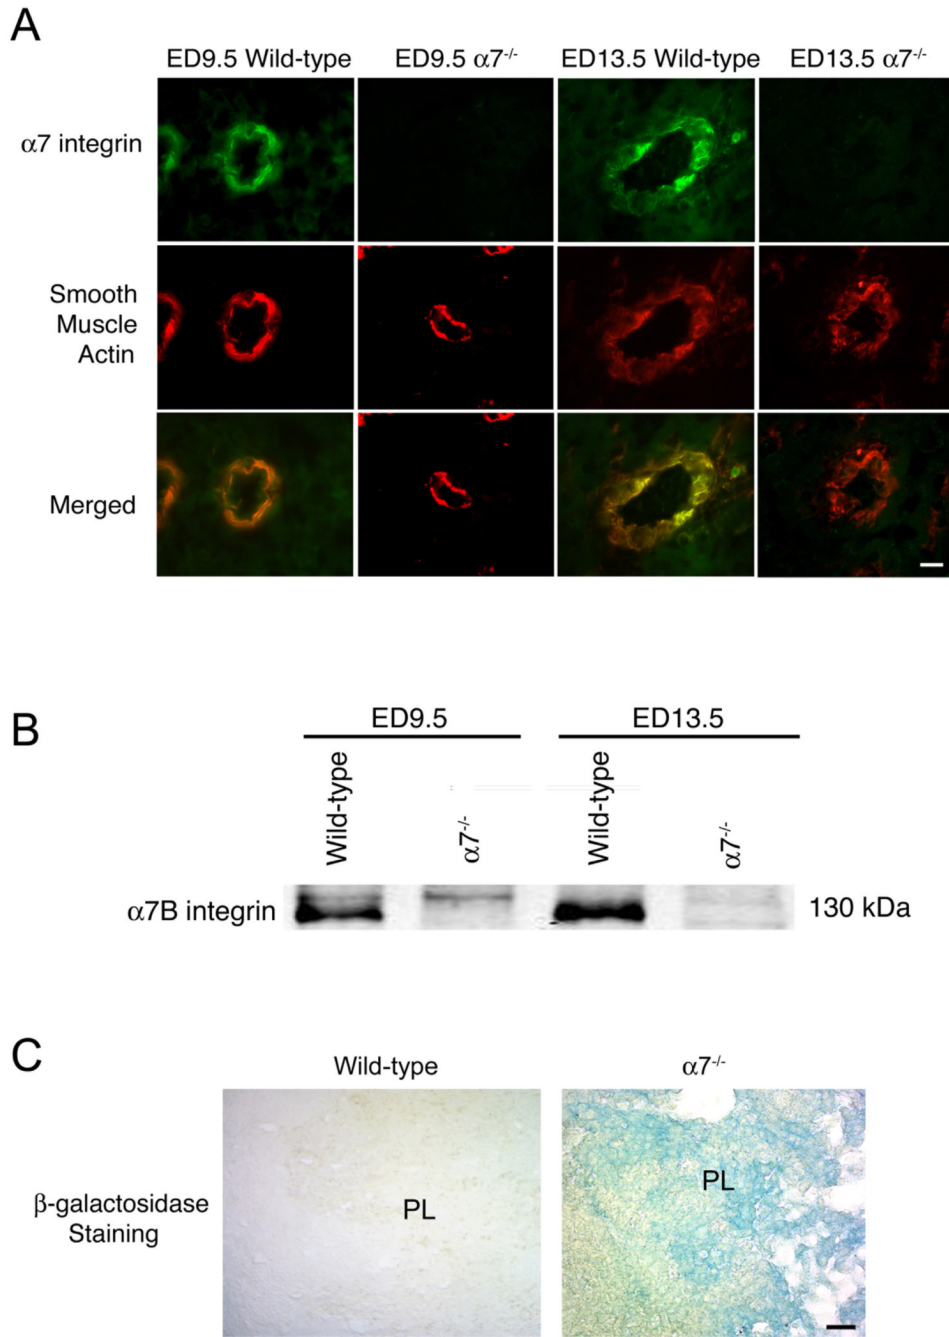 A
ED9.5 Wild-type ED9.5 α7-/- ED13.5 Wild-type ED13.5 α7-/-
α7 integrin
Smooth
Muscle
Actin
Merged
B
ED9.5 ED13.5
Wild-type α7-/- Wild-type α7-/-
α7B integrin 130 kDa
C
Wild-type α7-/-
β-galactosidase
Staining
PL PL